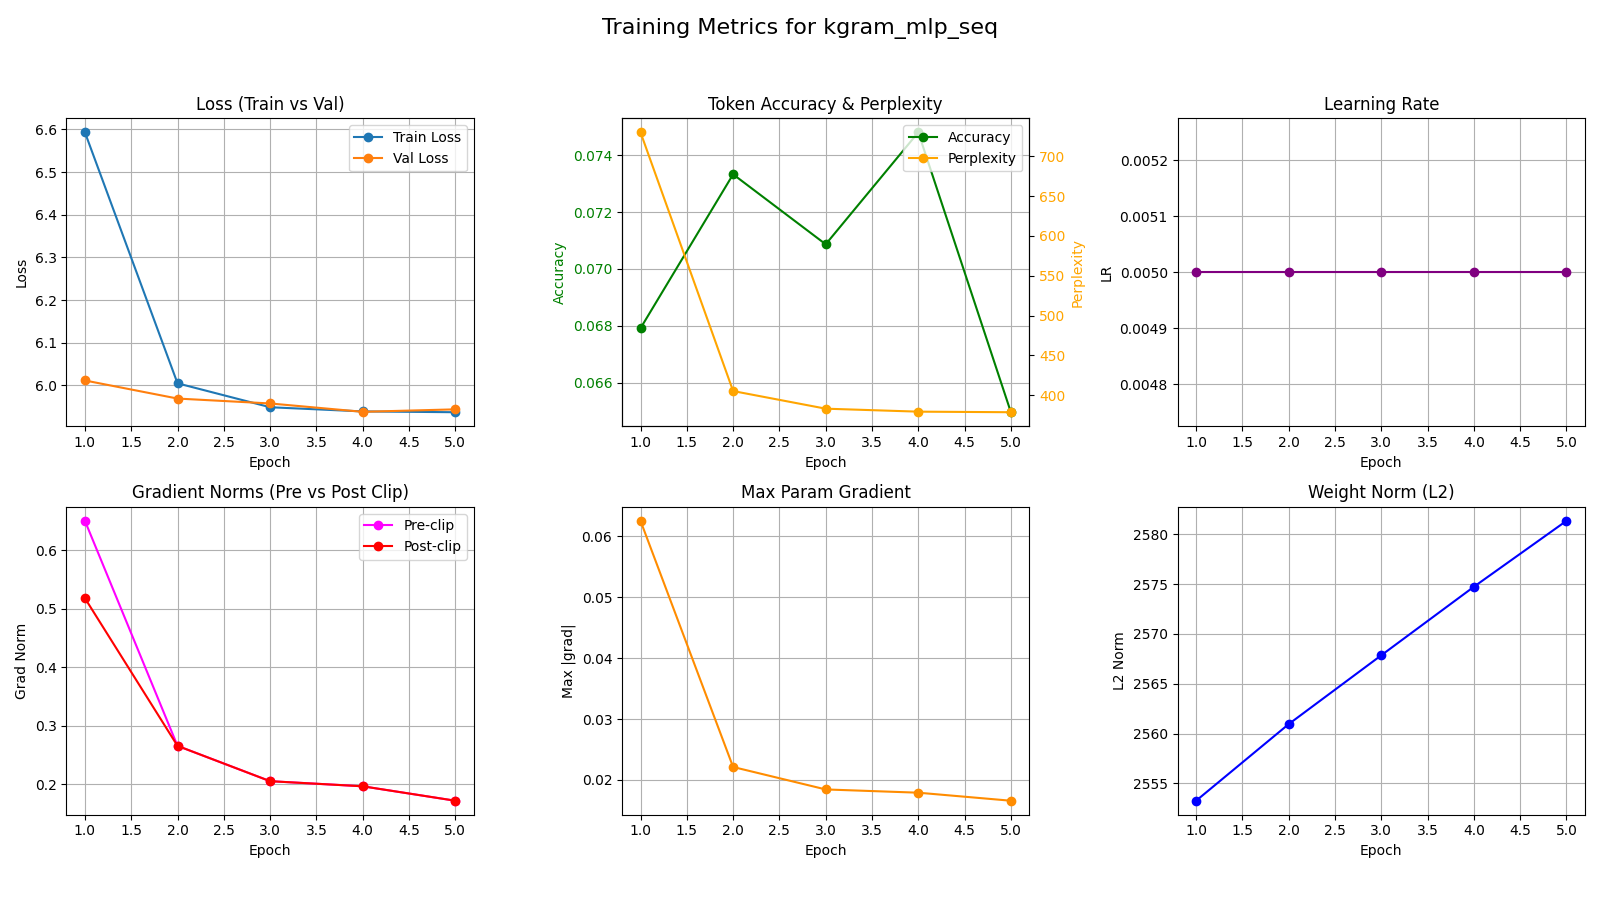 Training Metrics for kgram_mlp_seq
Loss (Train vs Val)
Train Loss
Val Loss
6.6
6.5
6.4
6.3
6.2
6.1
6.0
Loss
1.0 1.5 2.0 2.5 3.0 3.5 4.0 4.5 5.0
Epoch
Token Accuracy & Perplexity
Accuracy
Perplexity
0.074
0.072
0.070
0.068
0.066
Accuracy
700
650
600
550
500
450
400
Perplexity
1.0 1.5 2.0 2.5 3.0 3.5 4.0 4.5 5.0
Epoch
Learning Rate
0.0052
0.0051
0.0050
0.0049
0.0048
LR
1.0 1.5 2.0 2.5 3.0 3.5 4.0 4.5 5.0
Epoch
Gradient Norms (Pre vs Post Clip)
Pre-clip
Post-clip
0.6
0.5
0.4
0.3
0.2
Grad Norm
1.0 1.5 2.0 2.5 3.0 3.5 4.0 4.5 5.0
Epoch
Max Param Gradient
0.06
0.05
0.04
0.03
0.02
Max |grad|
1.0 1.5 2.0 2.5 3.0 3.5 4.0 4.5 5.0
Epoch
Weight Norm (L2)
2580
2575
2570
2565
2560
2555
L2 Norm
1.0 1.5 2.0 2.5 3.0 3.5 4.0 4.5 5.0
Epoch